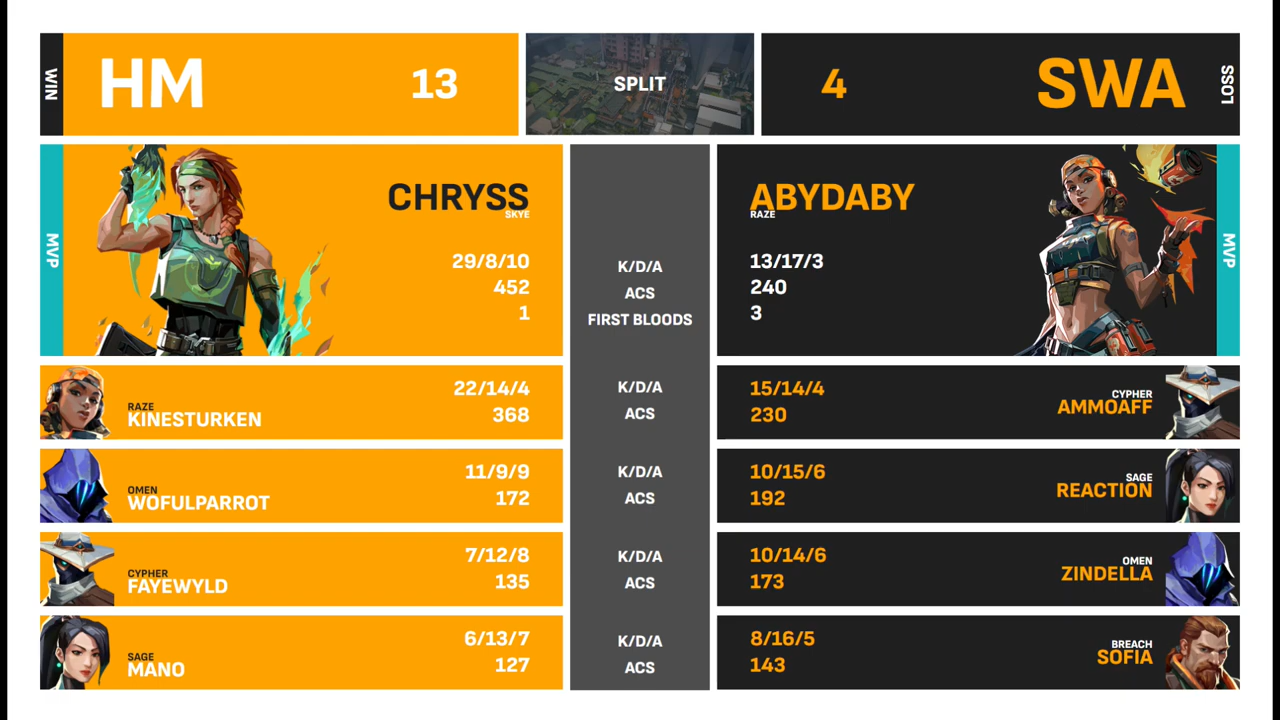 WIN
HM
13
SPLIT
4
SWA
LOSS
MVP
CHRYSS
SKYE
29/8/10
452
1
K/D/A
ACS
FIRST BLOODS
ABYDABY
RAZE
13/17/3
240
3
MVP
RAZE
KINESTURKEN
22/14/4
368
K/D/A
ACS
15/14/4
230
CYPHER
AMMOAFF
OMEN
WOFULPARROT
11/9/9
172
K/D/A
ACS
10/15/6
192
SAGE
REACTION
CYPHER
FAYEWYLD
7/12/8
135
K/D/A
ACS
10/14/6
173
OMEN
ZINDELLA
SAGE
MANO
6/13/7
127
K/D/A
ACS
8/16/5
143
BREACH
SOFIA